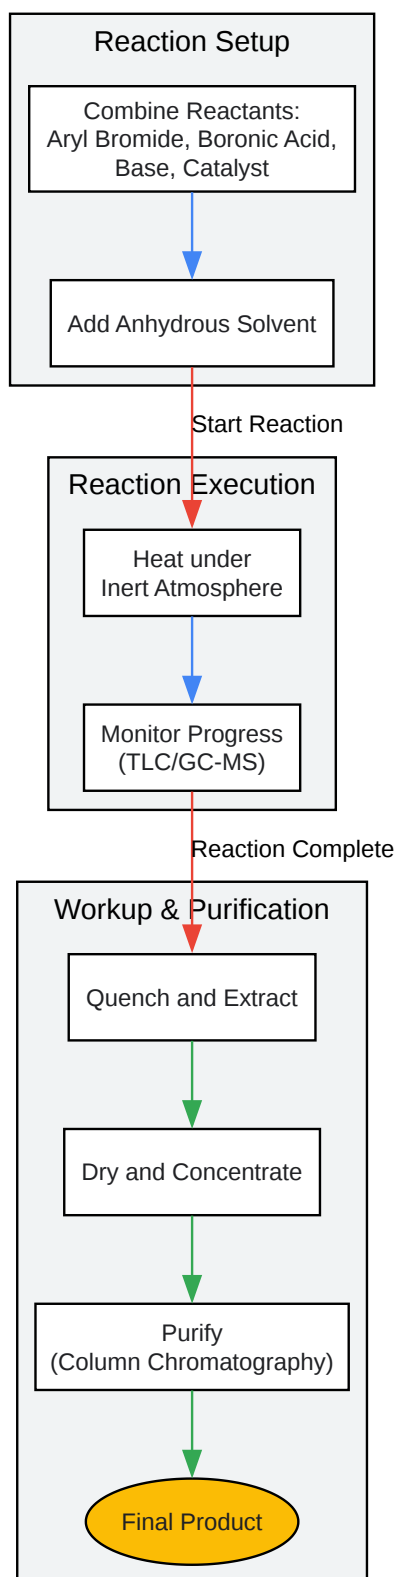 Reaction Setup
Combine Reactants:
Aryl Bromide, Boronic Acid,
Base, Catalyst
Add Anhydrous Solvent
Start Reaction
Reaction Execution
Heat under
Inert Atmosphere
Monitor Progress
(TLC/GC-MS)
Reaction Complete
Workup & Purification
Quench and Extract
Dry and Concentrate
Purify
(Column Chromatography)
Final Product